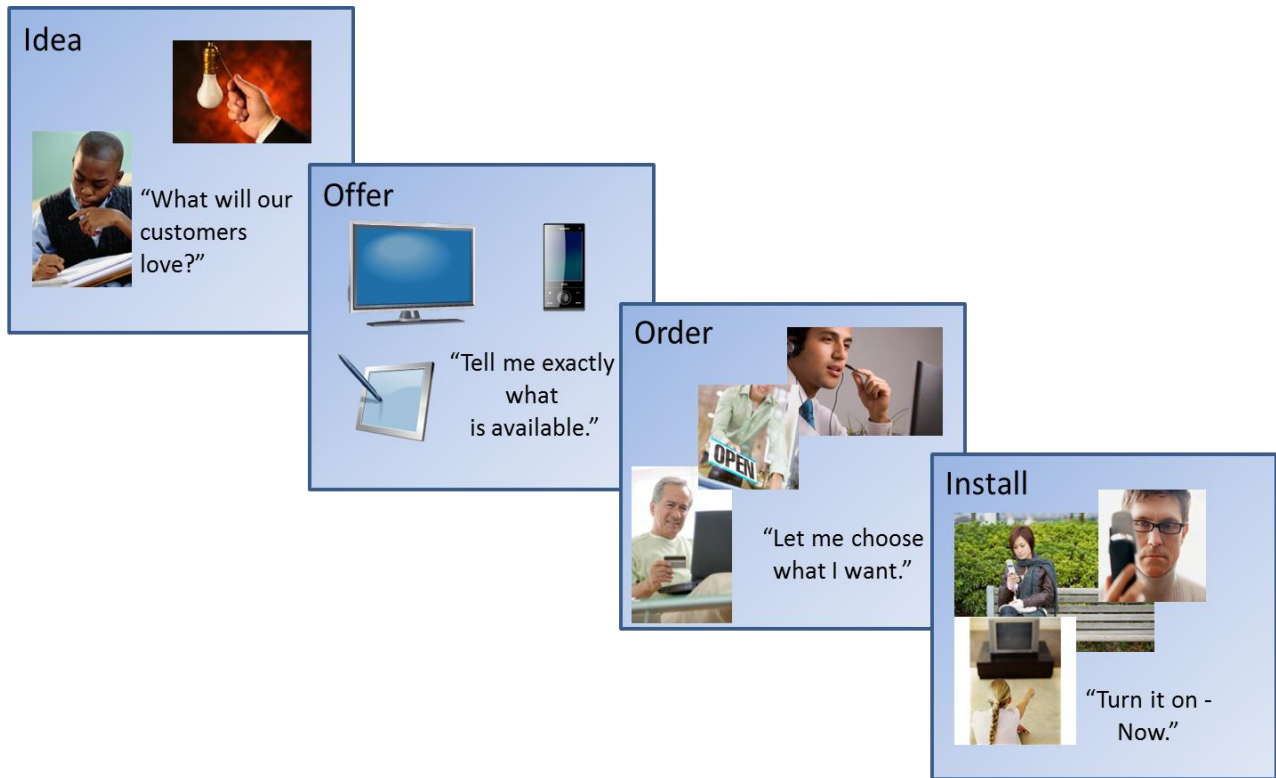 Idea
“What will our
customers
love?”
Offer
“Tell me exactly
what
is available.”
Order
OPEN
“Let me choose
what I want.”
Install
“Turn it on -
Now.”